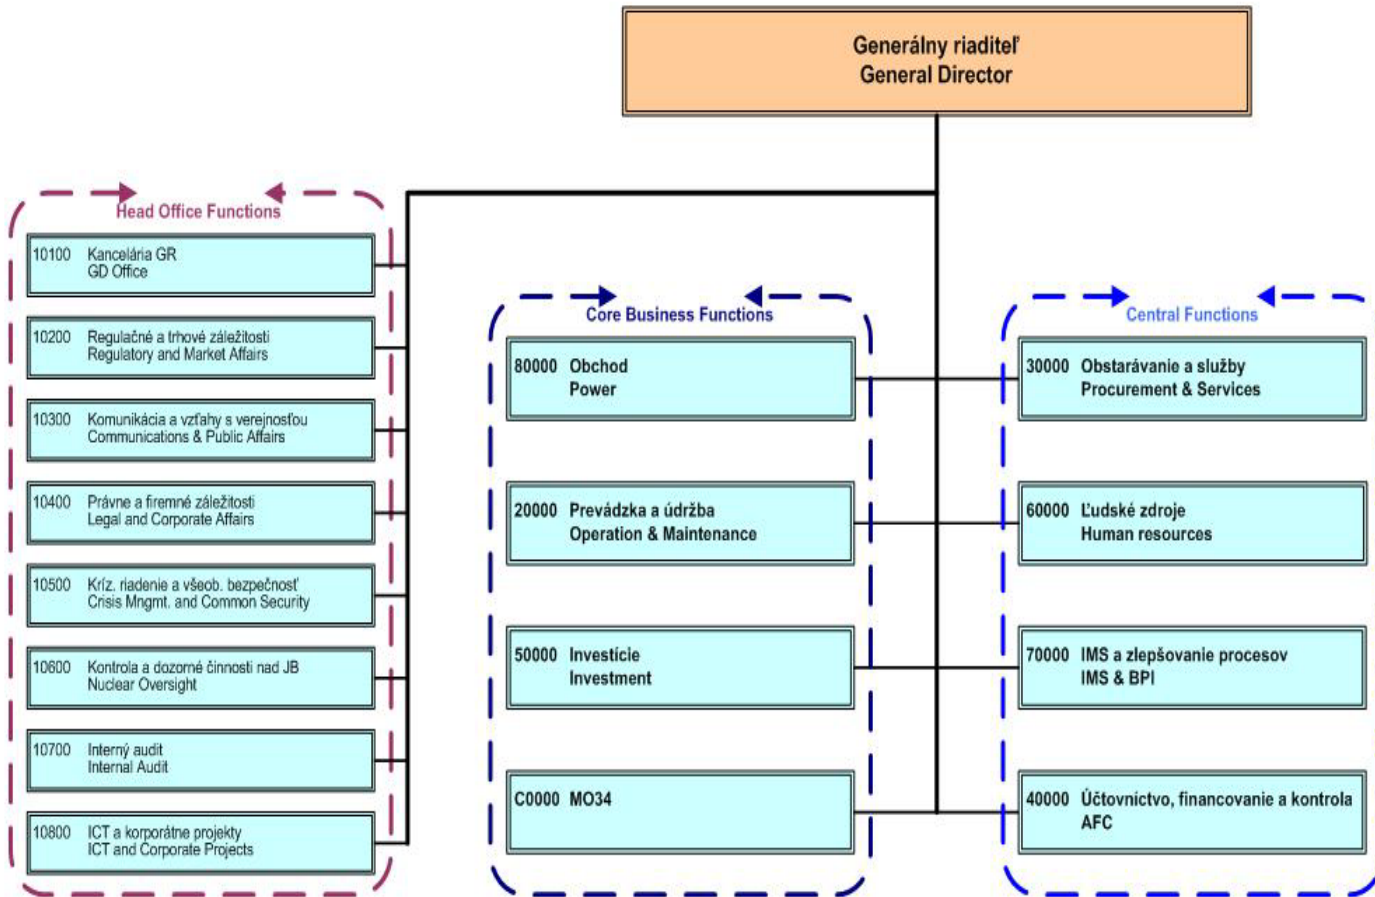 Generálny riaditeľ
General Director
Head Office Functions
10100 Kancelária GR
GD Office
10200 Regulačné a trhové záležitosti
Regulatory and Market Affairs
10300 Komunikácia a vzťahy s verejnosťou
Communications & Public Affairs
10400 Právne a firemné záležitosti
Legal and Corporate Affairs
10500 Kríz. riadenie a všeob. bezpečnosť
Crisis Mngmt. and Common Security
10600 Kontrola a dozorné činnosti nad JB
Nuclear Oversight
10700 Interný audit
Internal Audit
10800 ICT a korporátne projekty
ICT and Corporate Projects
Core Business Functions
80000 Obchod
Power
20000 Prevádzka a údržba
Operation & Maintenance
50000 Investície
Investment
C0000 MO34
Central Functions
30000 Obstarávanie a služby
Procurement & Services
60000 Ľudské zdroje
Human resources
70000 IMS a zlepšovanie procesov
IMS & BPI
40000 Účtovníctvo, financovanie a kontrola
AFC